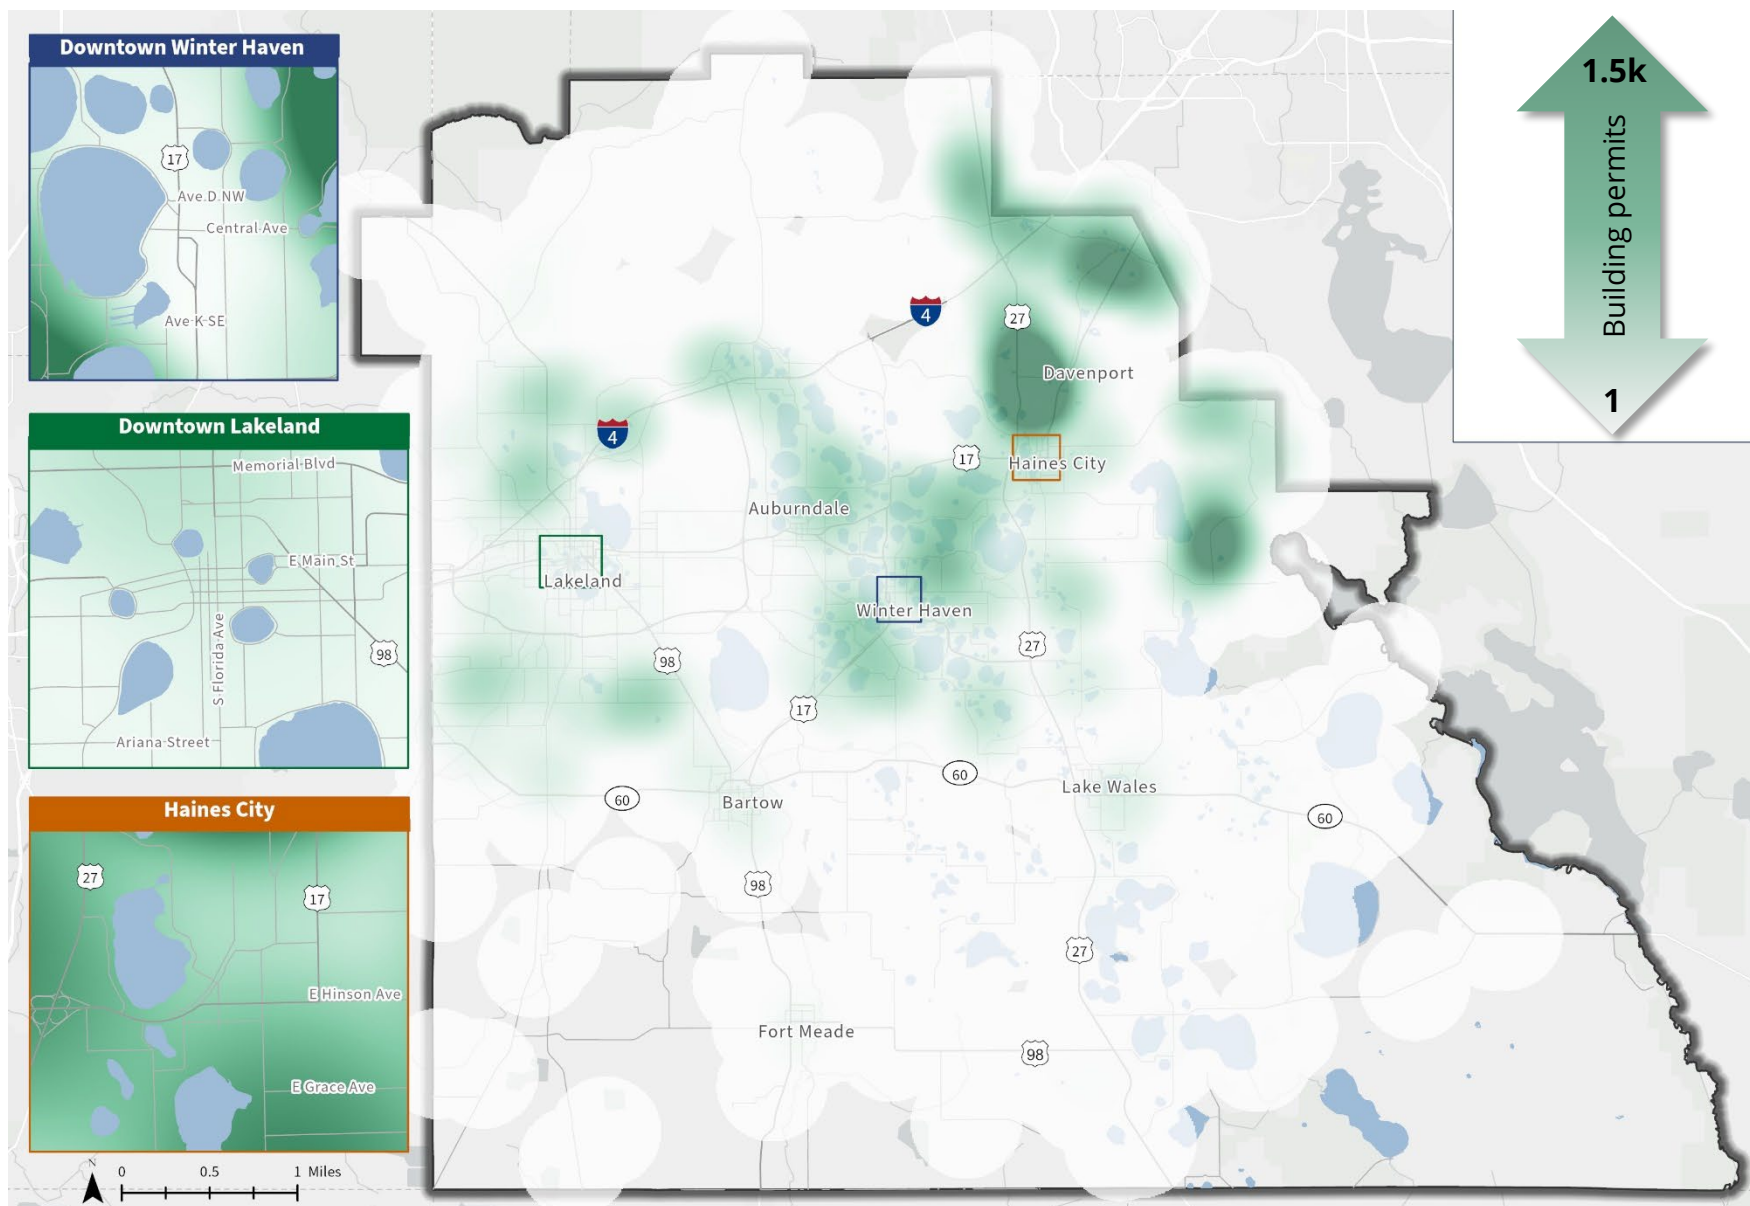 Downtown Winter Haven
17
Ave D NW
Central Ave
Ave K SE
Downtown Lakeland
Memorial Blvd
E Main St
S Florida Ave
98
Ariana Street
Haines City
27
17
E Hinson Ave
E Grace Ave
N
0 0.5 1 Miles
1.5k
Building permits
1
4
27
Davenport
4
17
Haines City
Auburndale
Lakeland
Winter Haven
98
27
17
60
60
Bartow
Lake Wales
60
98
27
Fort Meade
98